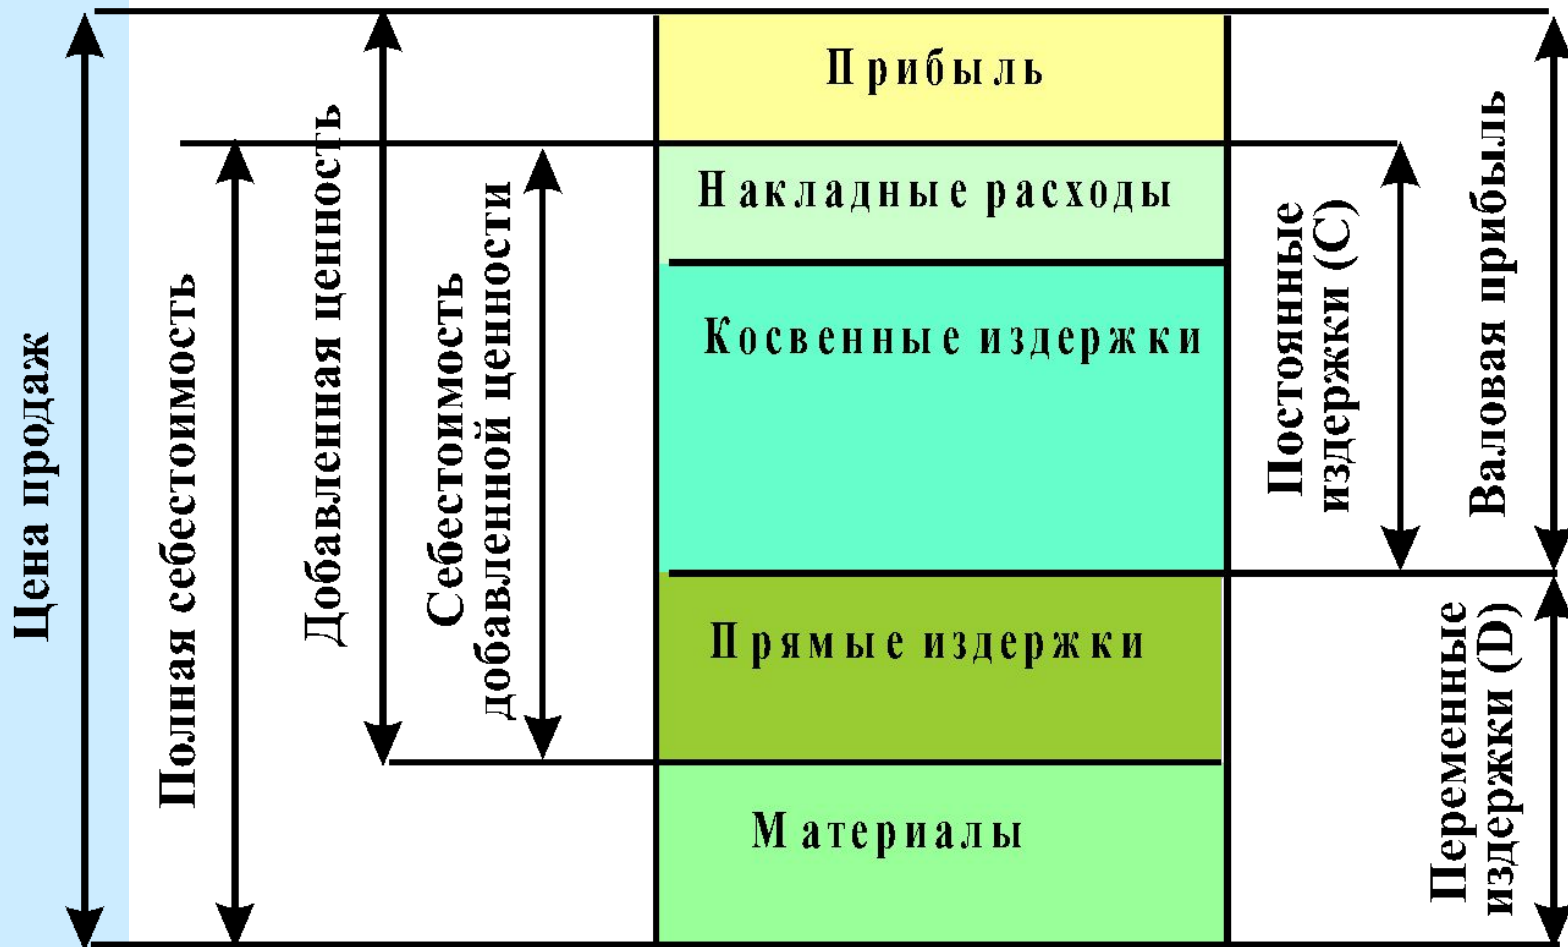 Цена продаж
Полная себестоимость
Добавленная ценность
Себестоимость
добавленной ценности
Прибыль
Накладные расходы
Косвенные издержки
Прямые издержки
Материалы
Постоянные
издержки (С)
Валовая прибыль
Переменные
издержки (D)